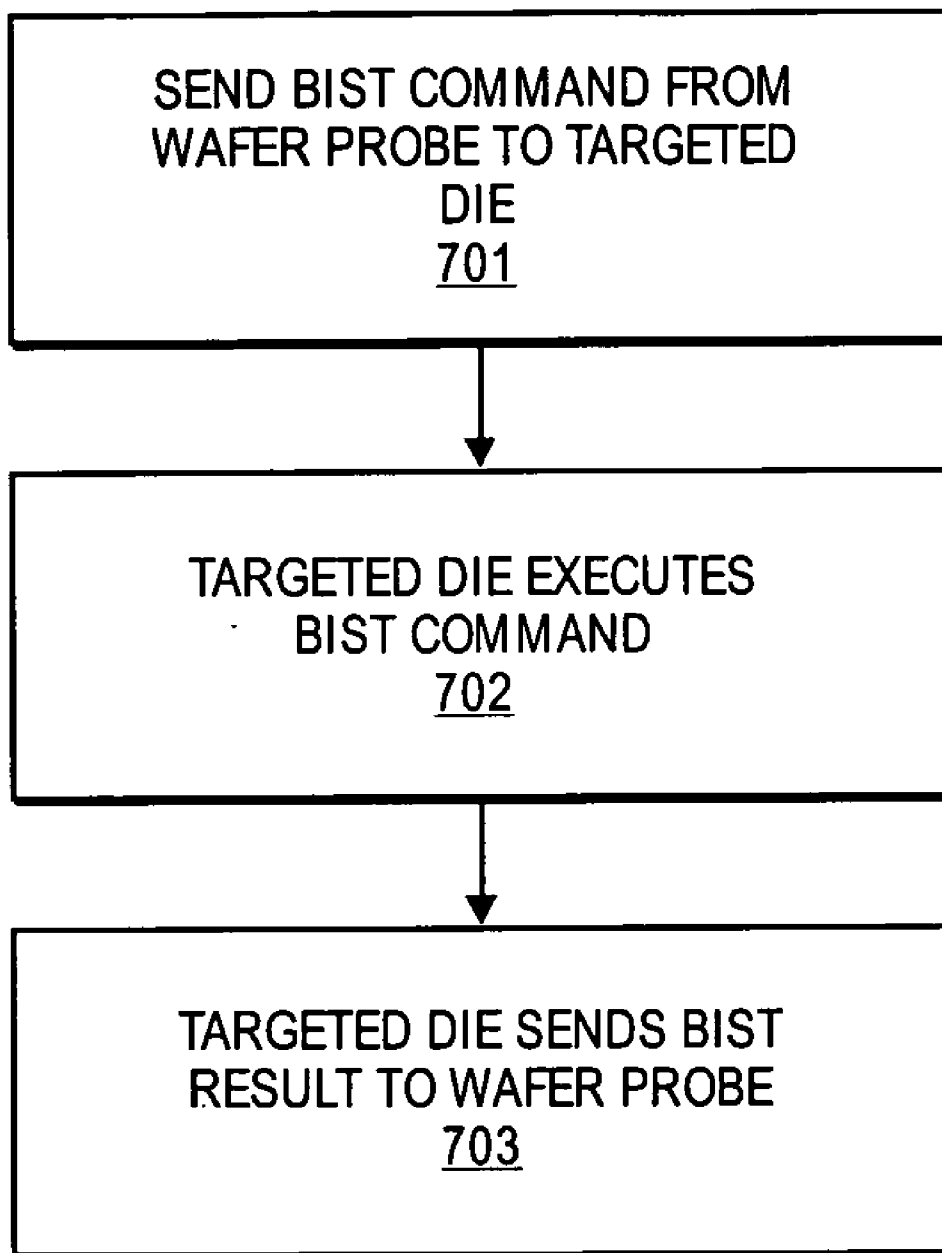 SEND BIST COMMAND FROM
WAFER PROBE TO TARGETED
DIE
701
TARGETED DIE EXECUTES
BIST COMMAND
702
TARGETED DIE SENDS BIST
RESULT TO WAFER PROBE
703